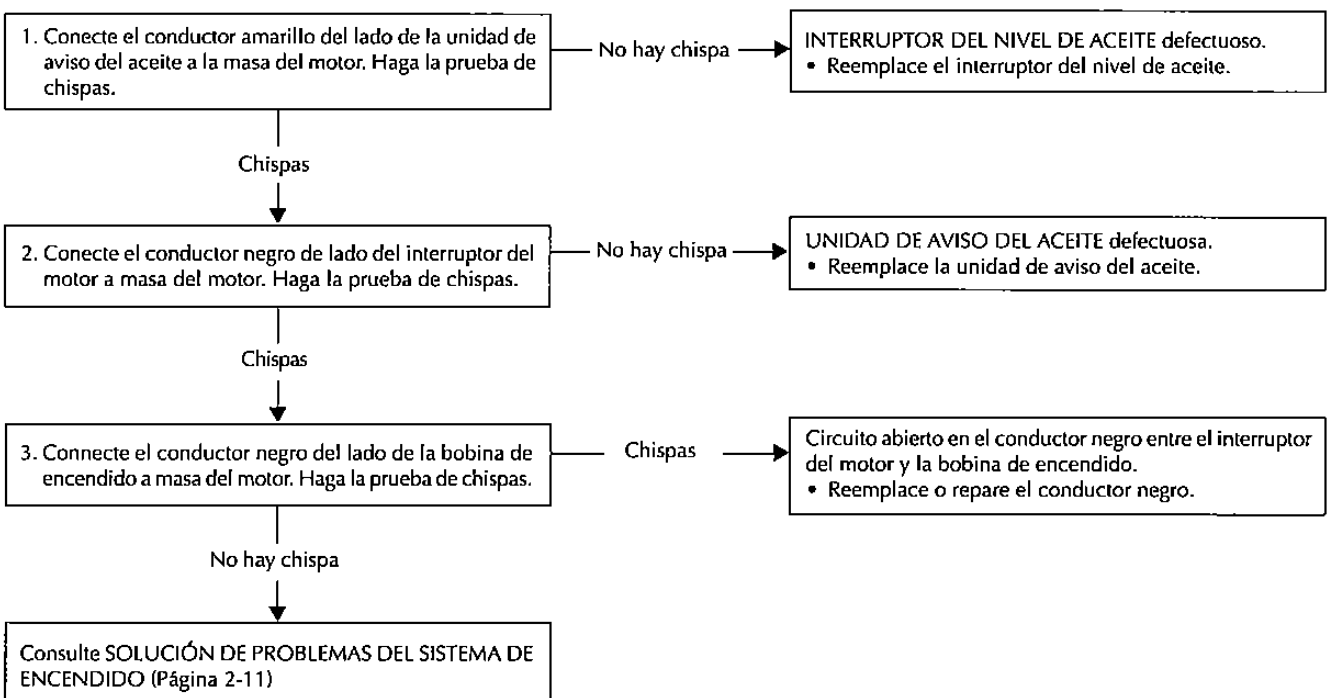 1. Conecte el conductor amarillo del lado de la unidad de
aviso del aceite a la masa del motor. Haga la prueba de
chispas.
No hay chispa
INTERRUPTOR DEL NIVEL DE ACEITE defectuoso.
• Reemplace el interruptor del nivel de aceite.
Chispas
2. Conecte el conductor negro de lado del interruptor del
motor a masa del motor. Haga la prueba de chispas.
No hay chispa
UNIDAD DE AVISO DEL ACEITE defectuosa.
• Reemplace la unidad de aviso del aceite.
Chispas
3. Connecte el conductor negro del lado de la bobina de
encendido a masa del motor. Haga la prueba de chispas.
Chispas
Circuito abierto en el conductor negro entre el interruptor
del motor y la bobina de encendido.
• Reemplace o repare el conductor negro.
No hay chispa
Consulte SOLUCIÓN DE PROBLEMAS DEL SISTEMA DE
ENCENDIDO (Página 2-11)